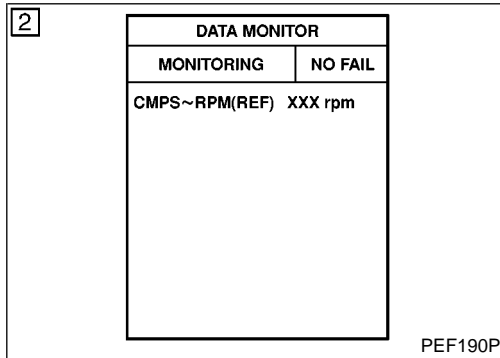 2
DATA MONITOR
MONITORING NO FAIL
CMPS~RPM(REF) XXX rpm
PEF190P